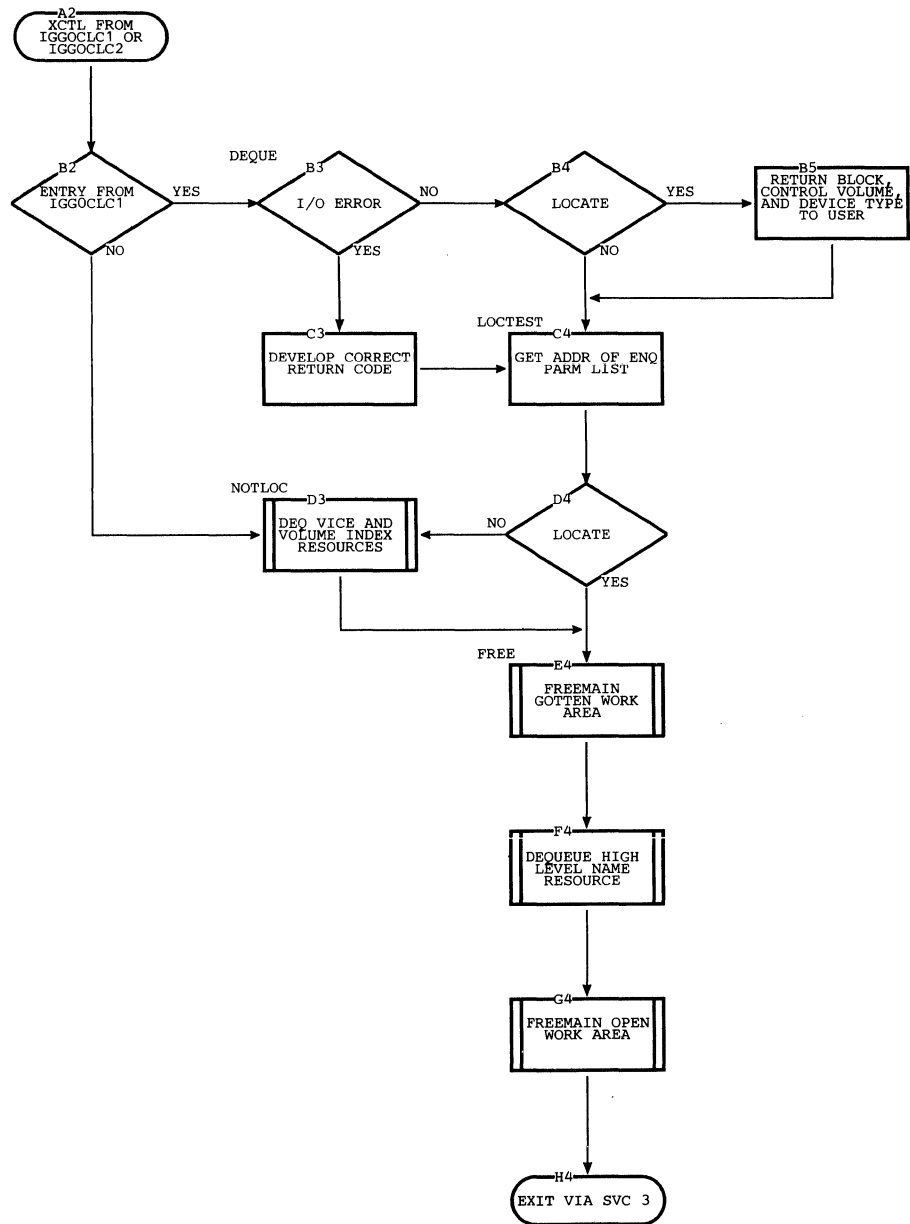 A2
XCTL FROM
IGGOCLC1 OR
IGGOCLC2
B2
ENTRY FROM
IGG0CLC1
YES
NO
DEQUE
B3
I/O ERROR
NO
YES
B4
LOCATE
YES
NO
B5
RETURN BLOCK,
CONTROL VOLUME,
AND DEVICE TYPE
TO USER
C3
DEVELOP CORRECT
RETURN CODE
LOCTEST
C4
GET ADDR OF ENQ
PARM LIST
NOTLOC
D3
DEQ VICE AND
VOLUME INDEX
RESOURCES
NO
D4
LOCATE
YES
FREE
E4
FREEMAIN
GOTTEN WORK
AREA
F4
DEQUEUE HIGH
LEVEL NAME
RESOURCE
G4
FREEMAIN OPEN
WORK AREA
H4
EXIT VIA SVC 3